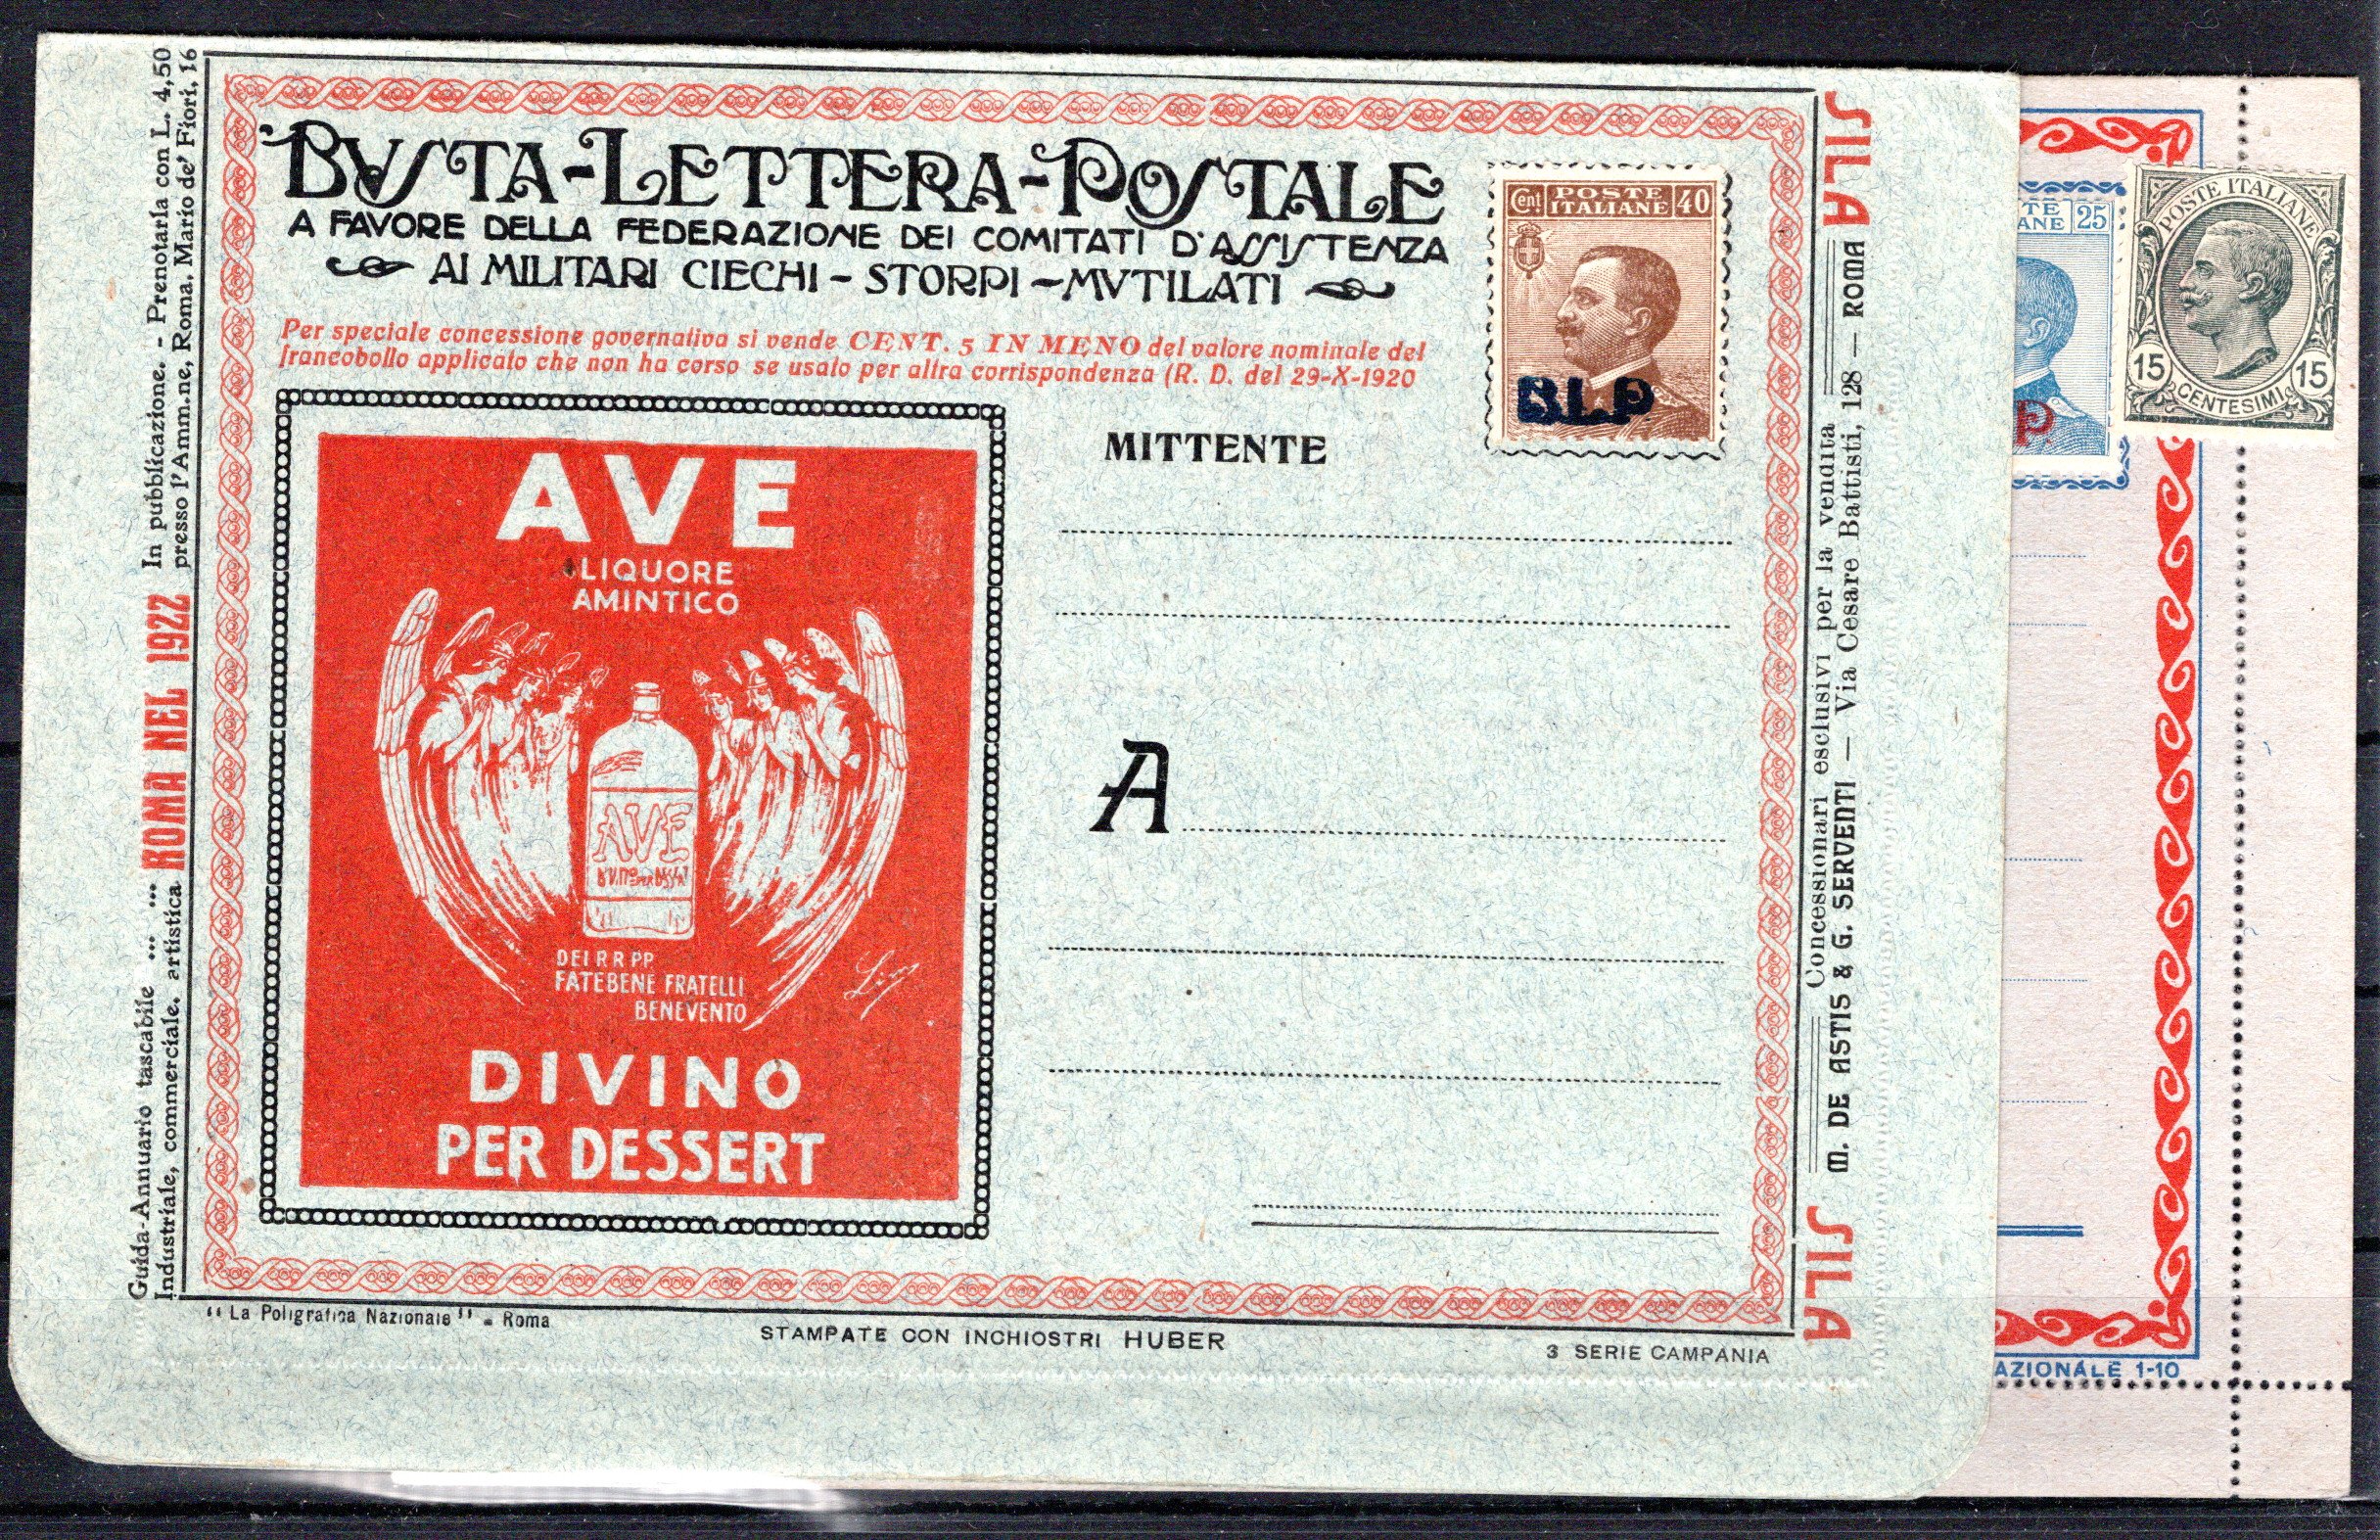 BVSTA-LETTERA-POSTALE
A FAVORE DELLA FEDERAZIONE DEI COMITATI D'ASSISTENZA
AI MILITARI CIECHI - STORPI - MVTILATI
Per speciale concessione governativa si vende CENT. 5 IN MENO del valore nominale del
francobollo applicato che non ha corso se usato per altra corrispondenza (R. D. del 29-X-1920
Cent POSTE ITALIANE 40
B.L.P
MITTENTE
AVE
LIQUORE
AMINTICO
AVE
DEI R R PP
FATEBENE FRATELLI
BENEVENTO
DIVINO
PER DESSERT
A
Guida-Annuario tascabile ... ... ROMA NEL 1922 In pubblicazione. - Prenotarla con L. 4,50
Industriale, commerciale, artistica presso l'Amm.ne, Roma. Mario de' Fiori, 16
SILA Concessionari esclusivi per la vendita SILA
M. DE ASTIS & G. SERVENTI — Via Cesare Battisti, 128 — ROMA
"La Poligrafica Nazionale" - Roma
STAMPATE CON INCHIOSTRI HUBER
3 SERIE CAMPANIA
TE
ANE 25
P.
POSTE ITALIANE
15 CENTESIMI 15
AZIONALE 1-10